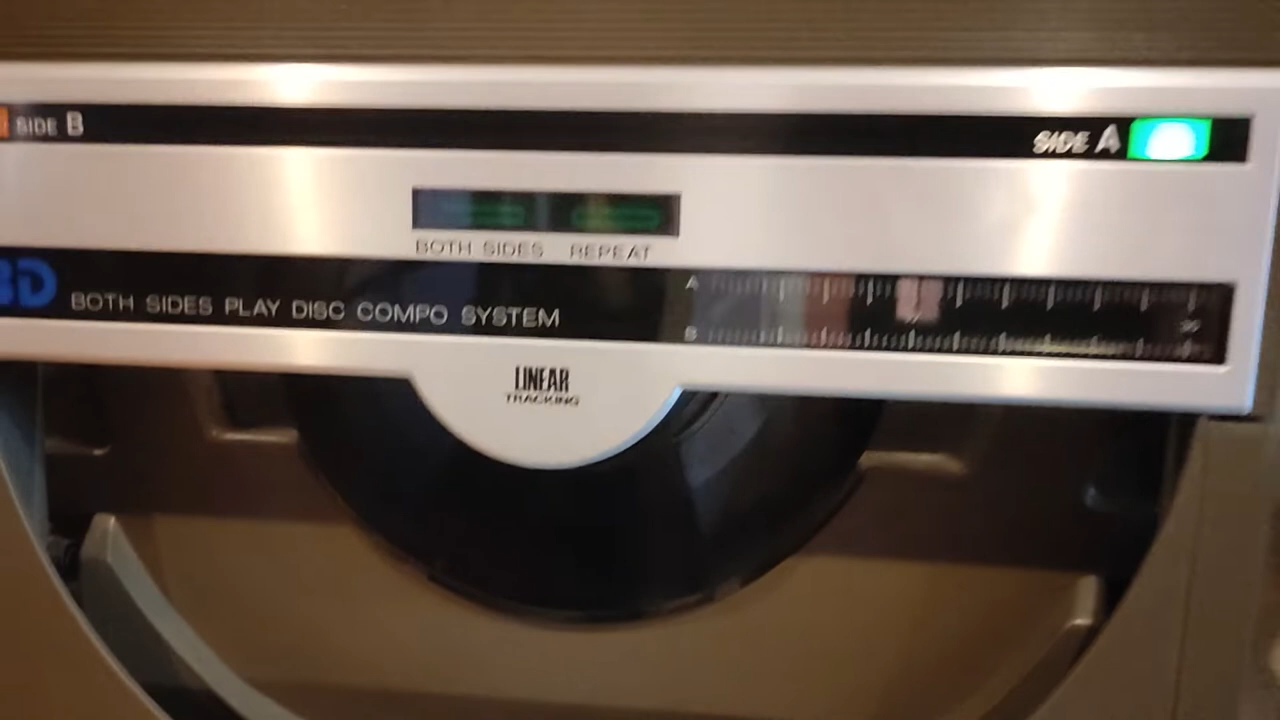 SIDE B
SIDE A
BOTH SIDES REPEAT
BOTH SIDES PLAY DISC COMPO SYSTEM
A
B
LINEAR
TRACKING